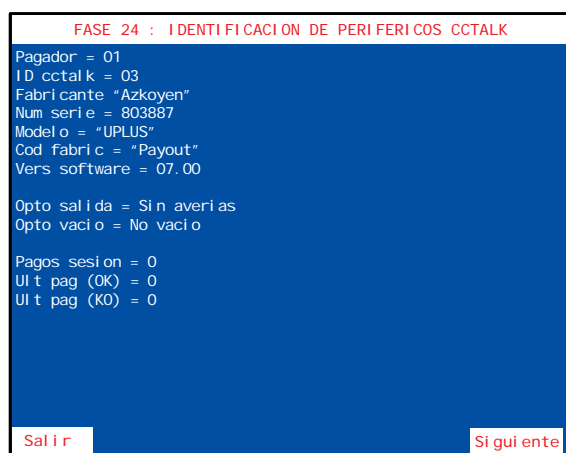 FASE 24 : IDENTIFICACION DE PERIFERICOS CCTALK
Pagador = 01
ID cctalk = 03
Fabricante “Azkoyen”
Num serie = 803887
Modelo = “UPLUS”
Cod fabric = “Payout”
Vers software = 07.00
Opto salida = Sin averias
Opto vacio = No vacio
Pagos sesion = 0
Ult pag (OK) = 0
Ult pag (KO) = 0
Salir
Siguiente